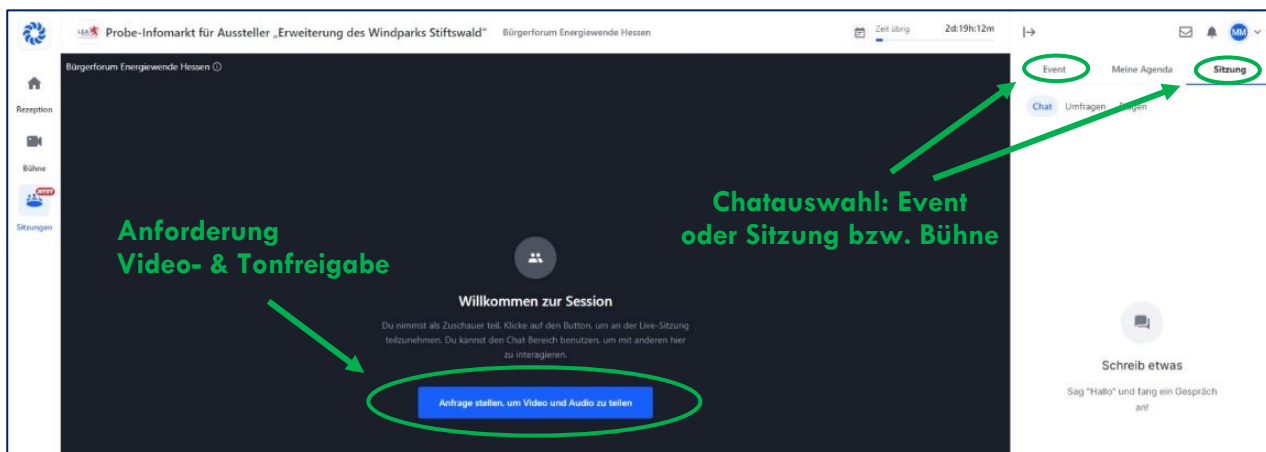 Probe-Infomarkt für Aussteller „Erweiterung des Windparks Stiftswald"
Bürgerforum Energiewende Hessen
Zeit übrig
2d:19h:12m
MM
Bürgerforum Energiewende Hessen
Rezeption
Bühne
Sitzungen
Event
Meine Agenda
Sitzung
Chat
Umfragen
Chatauswahl: Event
oder Sitzung bzw. Bühne
Anforderung
Video- & Tonfreigabe
Willkommen zur Session
Du nimmst als Zuschauer teil. Klicke auf den Button, um an der Live-Sitzung
teilzunehmen. Du kannst den Chat Bereich benutzen, um mit anderen hier
zu interagieren.
Anfrage stellen, um Video und Audio zu teilen
Schreib etwas
Sag "Hallo" und fang ein Gespräch
an!